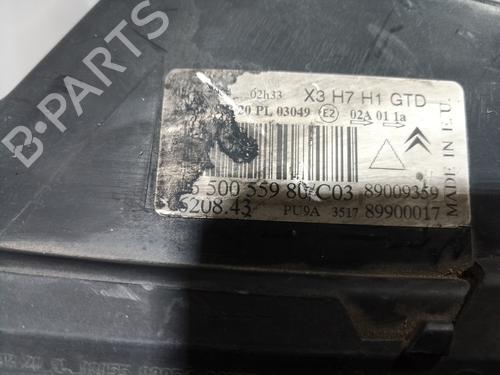 02h33 X3 H7 H1 GTD
20 PL 03049 E2 02A 01 1a
500 559 80/C03 89009359
6208.43 PU9A 3517 89900017
MADE IN E.U.
B-PARTS